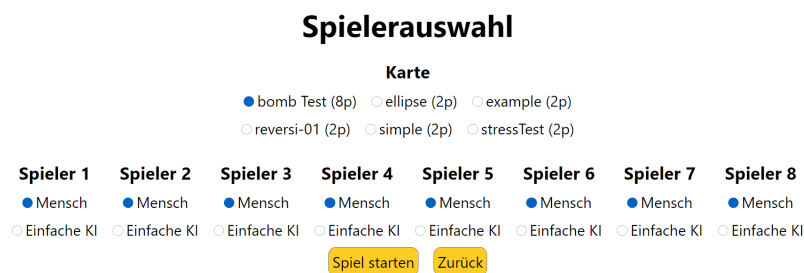 Spielerauswahl
Karte
bomb Test (8p) ellipse (2p) example (2p)
reversi-01 (2p) simple (2p) stressTest (2p)
Spieler 1 Spieler 2 Spieler 3 Spieler 4 Spieler 5 Spieler 6 Spieler 7 Spieler 8
Mensch Mensch Mensch Mensch Mensch Mensch Mensch Mensch
Einfache KI Einfache KI Einfache KI Einfache KI Einfache KI Einfache KI Einfache KI Einfache KI
Spiel starten Zurück